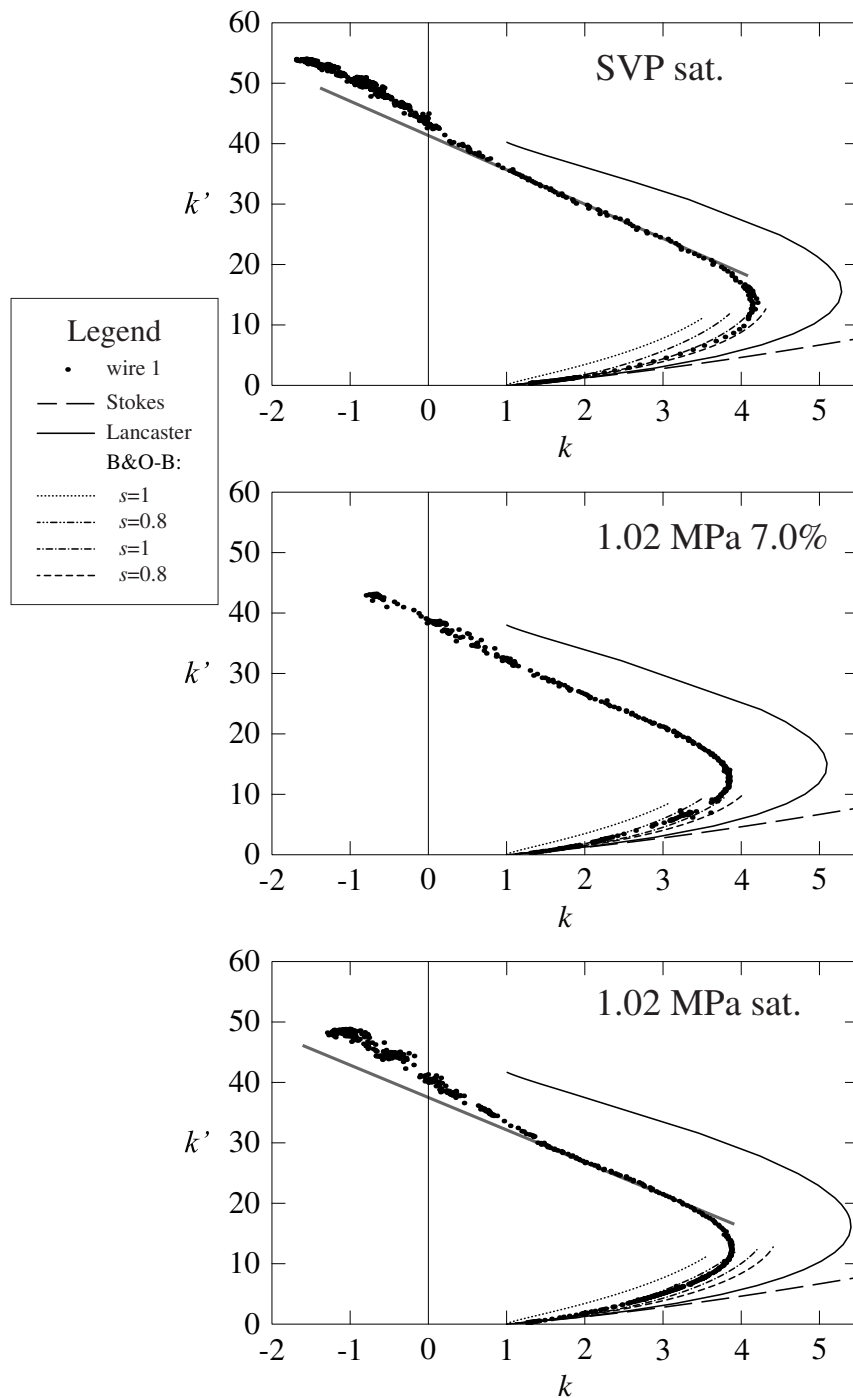 60
SVP sat.
50
40
k’
30
20
10
0
-2 -1 0 1 2 3 4 5
k
Legend
wire 1
Stokes
Lancaster
B&O-B:
s=1
s=0.8
s=1
s=0.8
60
1.02 MPa 7.0%
50
40
k’
30
20
10
0
-2 -1 0 1 2 3 4 5
k
60
1.02 MPa sat.
50
40
k’
30
20
10
0
-2 -1 0 1 2 3 4 5
k